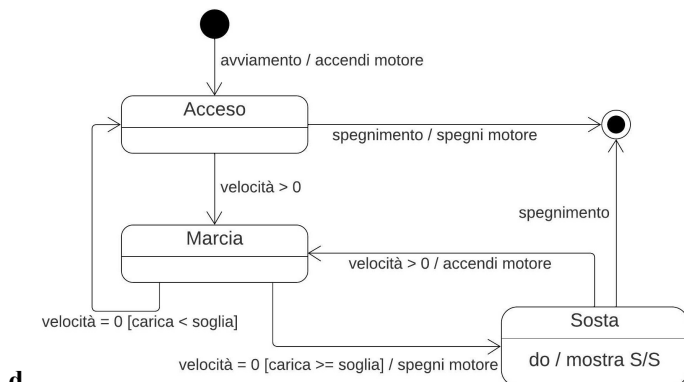 avviamento / accendi motore
Acceso
spegnimento / spegni motore
velocità > 0
spegnimento
Marcia
velocità > 0 / accendi motore
velocità = 0 [carica < soglia]
Sosta
velocità = 0 [carica >= soglia] / spegni motore
do / mostra S/S
d